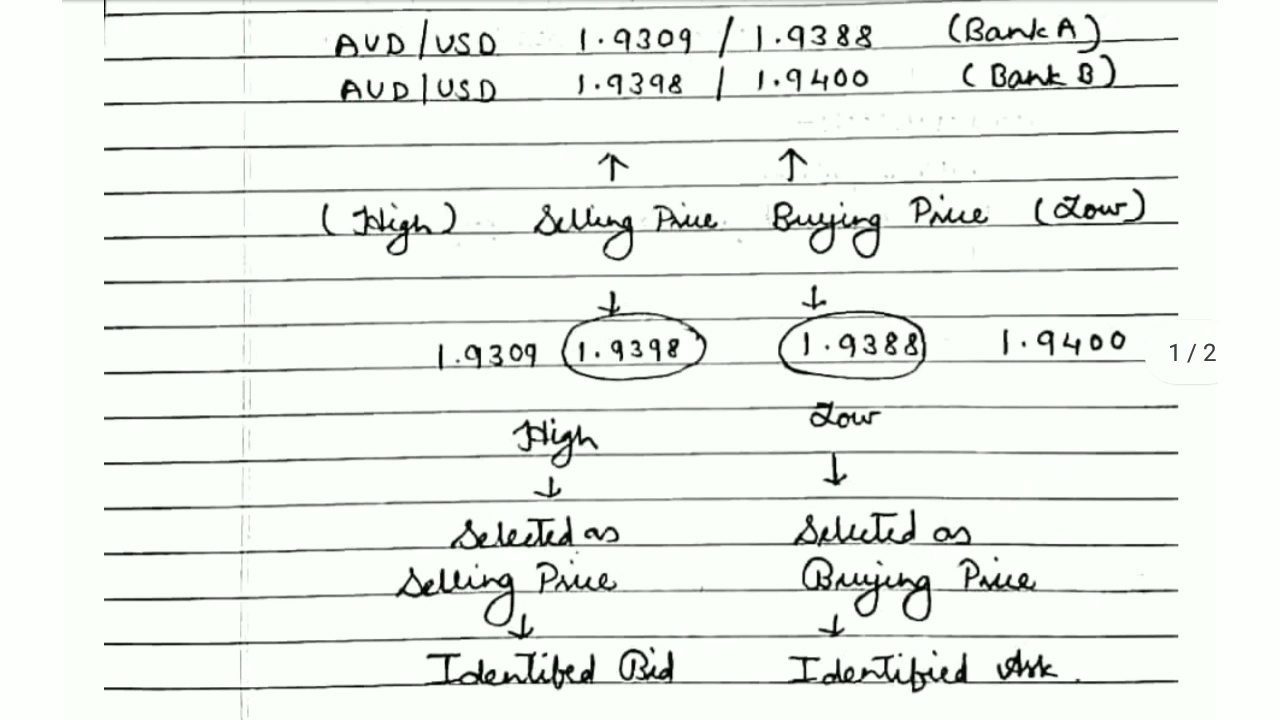 AUD/USD 1.9309 / 1.9388 (Bank A)
AUD/USD 1.9398 / 1.9400 (Bank B)
↑ ↑
(High) Selling Price Buying Price (Low)
↓ ↓
1.9309 1.9398 1.9388 1.9400
1 / 2
High Low
↓ ↓
Selected as Selected as
Selling Price Buying Price
↓ ↓
Identified Bid Identified Ask.